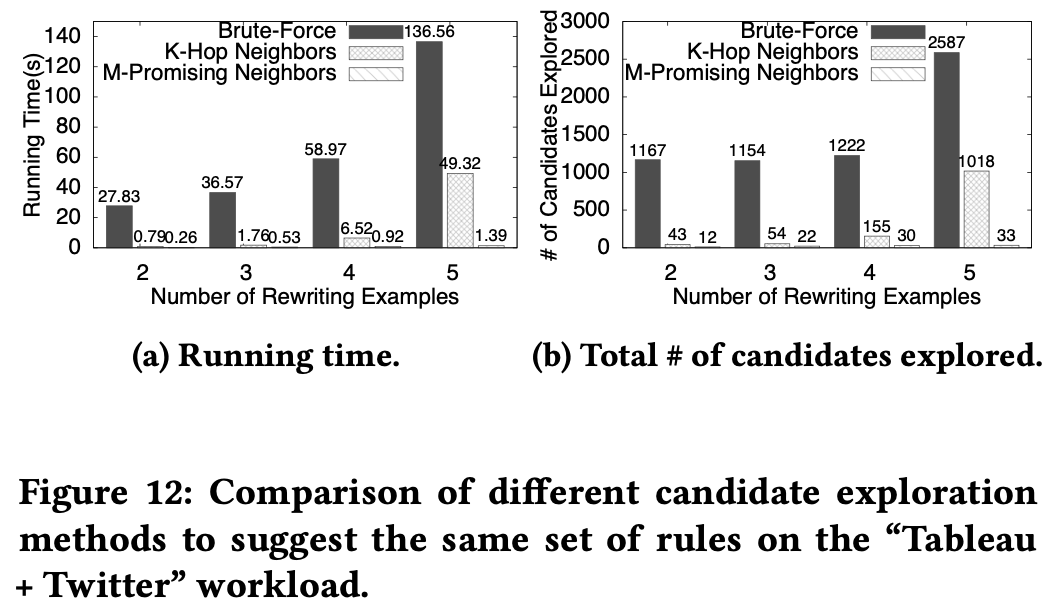 Running Time(s)
140
120
100
80
60
40
20
0
Brute-Force
K-Hop Neighbors
M-Promising Neighbors
27.83
0.79
0.26
36.57
1.76
0.53
58.97
6.52
0.92
136.56
49.32
1.39
2 3 4 5
Number of Rewriting Examples
(a) Running time.
# of Candidates Explored
3000
2500
2000
1500
1000
500
0
Brute-Force
K-Hop Neighbors
M-Promising Neighbors
1167
43
12
1154
54
22
1222
155
30
2587
1018
33
2 3 4 5
Number of Rewriting Examples
(b) Total # of candidates explored.
Figure 12: Comparison of different candidate exploration
methods to suggest the same set of rules on the “Tableau
+ Twitter” workload.